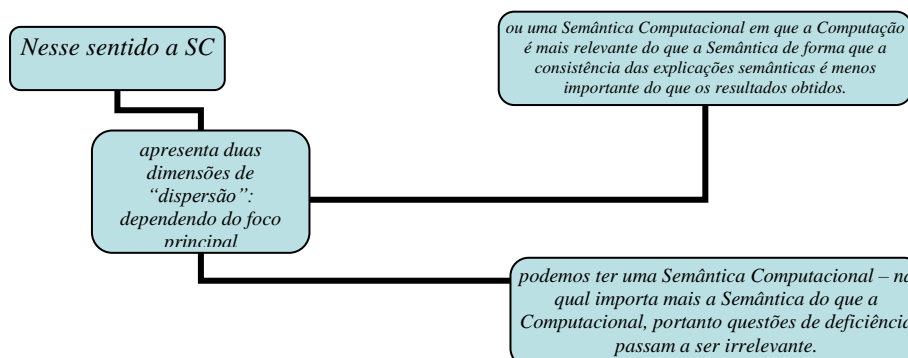 Nesse sentido a SC
apresenta duas
dimensões de
“dispersão”:
dependendo do foco
principal
ou uma Semântica Computacional em que a Computação
é mais relevante do que a Semântica de forma que a
consistência das explicações semânticas é menos
importante do que os resultados obtidos.
podemos ter uma Semântica Computacional – na
qual importa mais a Semântica do que a
Computacional, portanto questões de deficiência
passam a ser irrelevante.